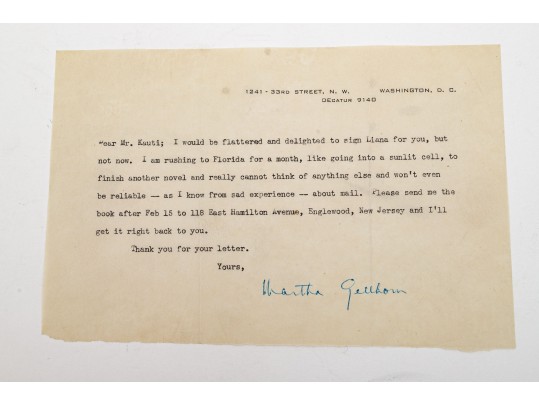 1241 - 33RD STREET, N. W. WASHINGTON, D. C.
DECATUR 9140
Dear Mr. Kauti; I would be flattered and delighted to sign Liana for you, but
not now. I am rushing to Florida for a month, like going into a sunlit cell, to
finish another novel and really cannot think of anything else and won't even
be reliable -- as I know from sad experience -- about mail. Please send me the
book after Feb 15 to 118 East Hamilton Avenue, Englewood, New Jersey and I'll
get it right back to you.
Thank you for your letter.
Yours,
Martha Gellhorn